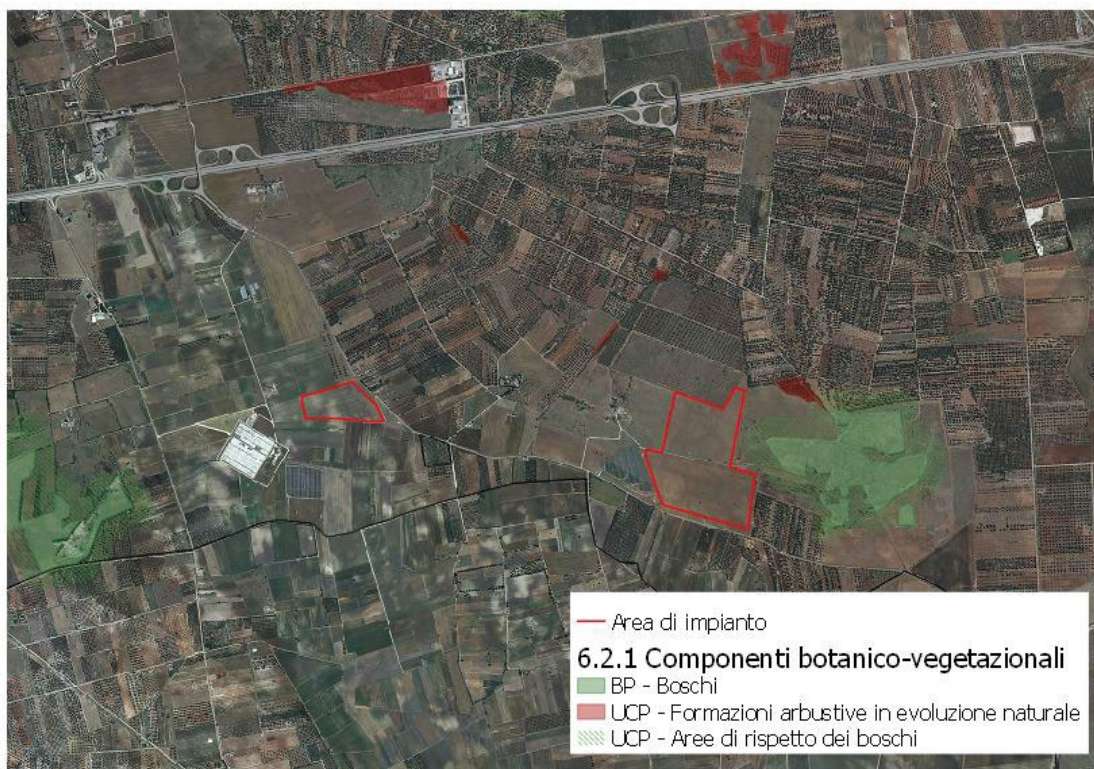 Area di impianto
6.2.1 Componenti botanico-vegetazionali
BP - Boschi
UCP - Formazioni arbustive in evoluzione naturale
UCP - Aree di rispetto dei boschi